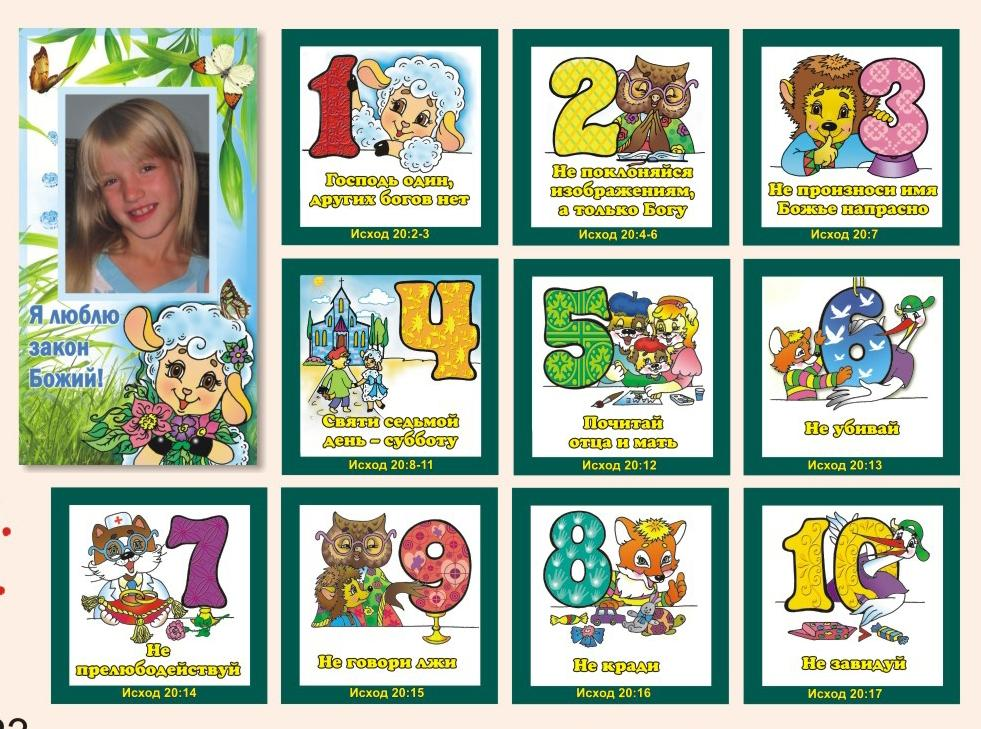 Я люблю
закон
Божий!
1
Господь один,
других богов нет
Исход 20:2-3
2
Не поклоняйся
изображениям,
а только Богу
Исход 20:4-6
3
Не произноси имя
Божье напрасно
Исход 20:7
4
Святи седьмой
день – субботу
Исход 20:8-11
5
Почитай
отца и мать
Исход 20:12
6
Не убивай
Исход 20:13
7
Не
прелюбодействуй
Исход 20:14
9
Не говори лжи
Исход 20:15
8
Не кради
Исход 20:16
10
Не завидуй
Исход 20:17